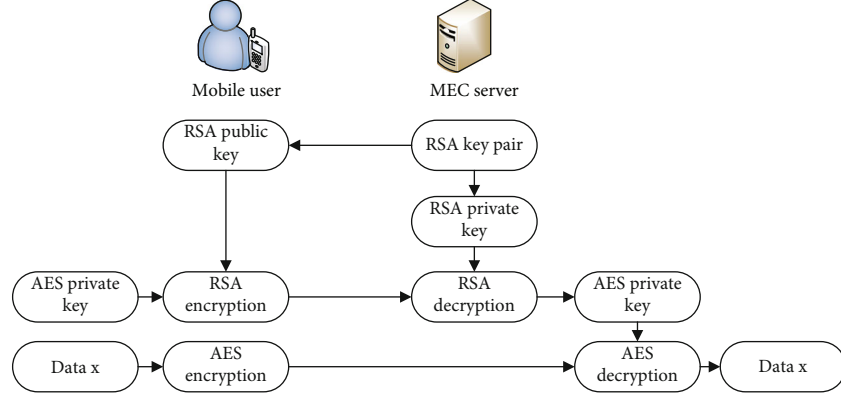 Mobile user
MEC server
RSA public
key
RSA key pair
RSA private
key
AES private
key
RSA
encryption
RSA
decryption
AES private
key
Data x
AES
encryption
AES
decryption
Data x